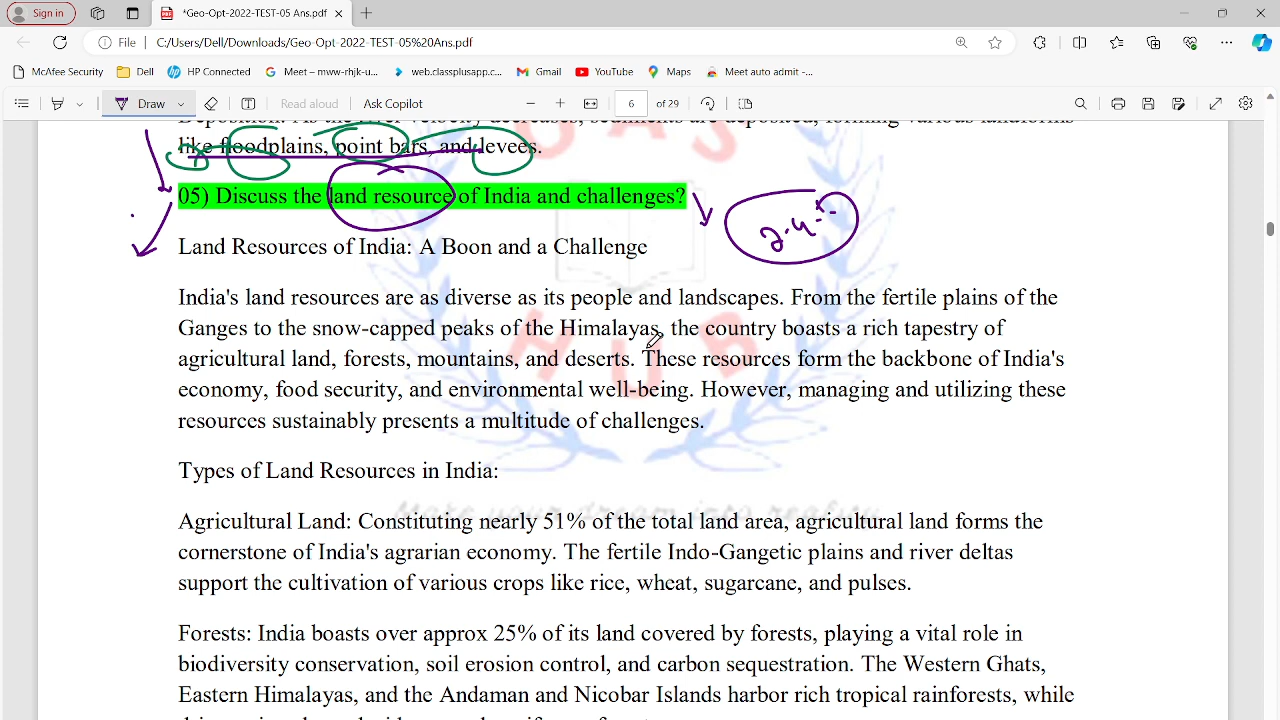 Sign in
*Geo-Opt-2022-TEST-05 Ans.pdf
File C:/Users/Dell/Downloads/Geo-Opt-2022-TEST-05%20Ans.pdf
McAfee Security Dell HP Connected Meet – mvw-rhjk-u... web.classplusapp.c... Gmail YouTube Maps Meet auto admit -...
Draw Read aloud Ask Copilot 6 of 29
like floodplains, point bars, and levees.
05) Discuss the land resource of India and challenges?
2.4%
Land Resources of India: A Boon and a Challenge
India's land resources are as diverse as its people and landscapes. From the fertile plains of the
Ganges to the snow-capped peaks of the Himalayas, the country boasts a rich tapestry of
agricultural land, forests, mountains, and deserts. These resources form the backbone of India's
economy, food security, and environmental well-being. However, managing and utilizing these
resources sustainably presents a multitude of challenges.
Types of Land Resources in India:
Make your dream into reality
Agricultural Land: Constituting nearly 51% of the total land area, agricultural land forms the
cornerstone of India's agrarian economy. The fertile Indo-Gangetic plains and river deltas
support the cultivation of various crops like rice, wheat, sugarcane, and pulses.
Forests: India boasts over approx 25% of its land covered by forests, playing a vital role in
biodiversity conservation, soil erosion control, and carbon sequestration. The Western Ghats,
Eastern Himalayas, and the Andaman and Nicobar Islands harbor rich tropical rainforests, while